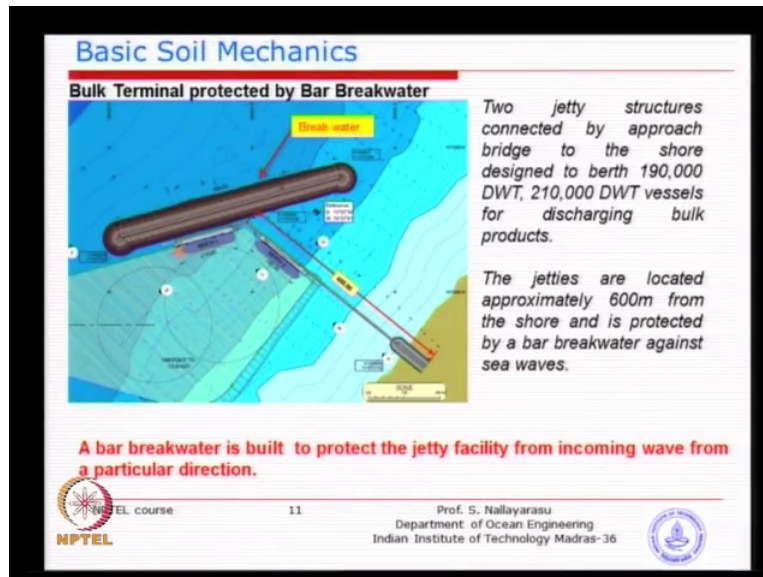 Basic Soil Mechanics
Bulk Terminal protected by Bar Breakwater
Break water
Two jetty structures
connected by approach
bridge to the shore
designed to berth 190,000
DWT, 210,000 DWT vessels
for discharging bulk
products.
The jetties are located
approximately 600m from
the shore and is protected
by a bar breakwater against
sea waves.
SCALE
A bar breakwater is built to protect the jetty facility from incoming wave from
a particular direction.
NPTEL course
11
Prof. S. Nallayarasu
Department of Ocean Engineering
Indian Institute of Technology Madras-36
NPTEL